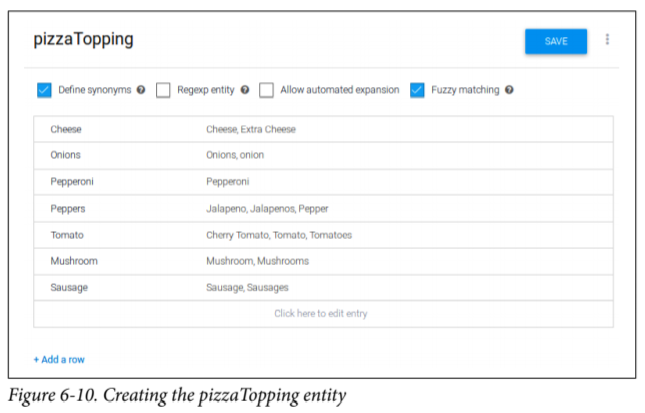 pizzaTopping
SAVE
Define synonyms Regexp entity Allow automated expansion Fuzzy matching
Cheese Cheese, Extra Cheese
Onions Onions, onion
Pepperoni Pepperoni
Peppers Jalapeno, Jalapenos, Pepper
Tomato Cherry Tomato, Tomato, Tomatoes
Mushroom Mushroom, Mushrooms
Sausage Sausage, Sausages
Click here to edit entry
+ Add a row
Figure 6-10. Creating the pizzaTopping entity